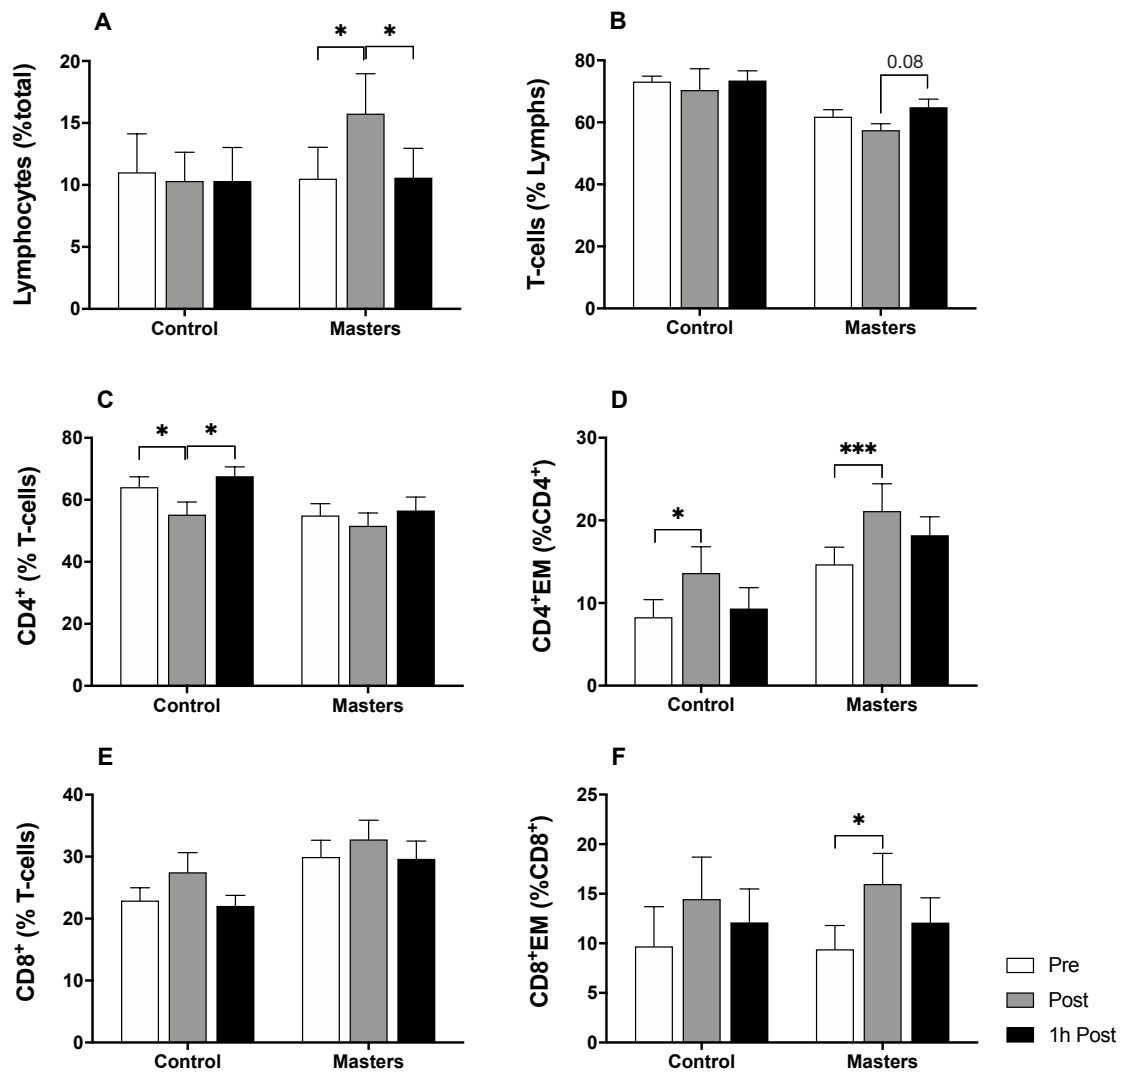 A
Lymphocytes (%total)
20
15
10
5
0
* *
Control Masters
B
T-cells (% Lymphs)
80
60
40
20
0
0.08
Control Masters
C
CD4⁺ (% T-cells)
80
60
40
20
0
* *
Control Masters
D
CD4⁺EM (%CD4⁺)
30
20
10
0
* ***
Control Masters
E
CD8⁺ (% T-cells)
40
30
20
10
0
Control Masters
F
CD8⁺EM (%CD8⁺)
25
20
15
10
5
0
*
Control Masters
Pre
Post
1h Post